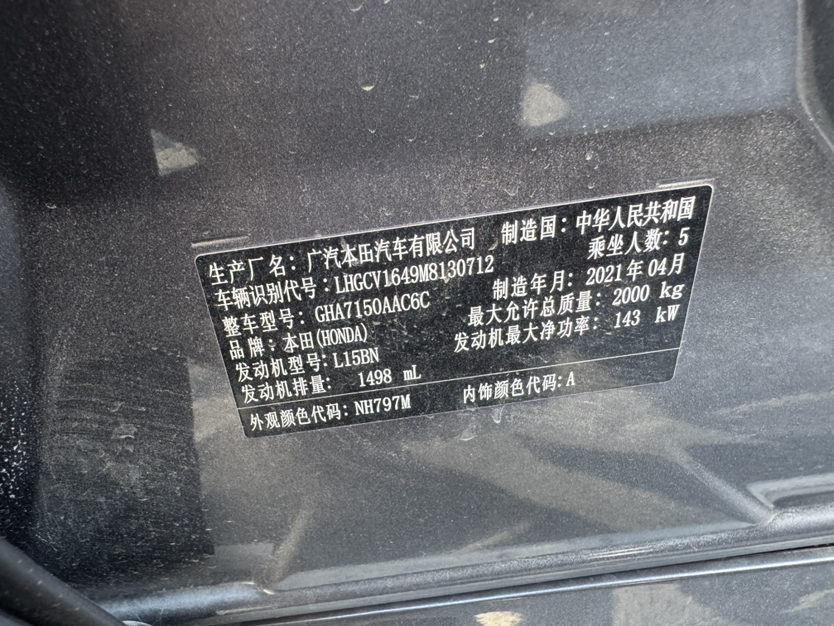 生产厂名：广汽本田汽车有限公司 制造国：中华人民共和国
车辆识别代号：LHGCV1649M8130712 乘坐人数：5
整车型号：GHA7150AAC6C 制造年月：2021年04月
品牌：本田(HONDA) 最大允许总质量：2000 kg
发动机型号：L15BN 发动机最大净功率：143 kW
发动机排量： 1498 mL
外观颜色代码：NH797M 内饰颜色代码：A